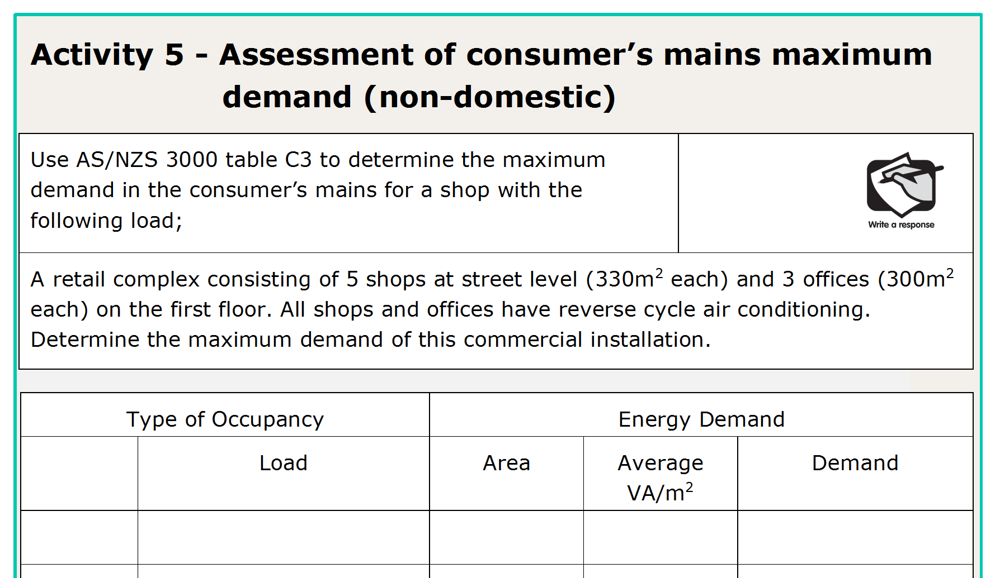 Activity 5 - Assessment of consumer’s mains maximum
demand (non-domestic)
Use AS/NZS 3000 table C3 to determine the maximum
demand in the consumer’s mains for a shop with the
following load;
Write a response
A retail complex consisting of 5 shops at street level (330m² each) and 3 offices (300m²
each) on the first floor. All shops and offices have reverse cycle air conditioning.
Determine the maximum demand of this commercial installation.
Type of Occupancy
Energy Demand
Load
Area
Average
VA/m²
Demand